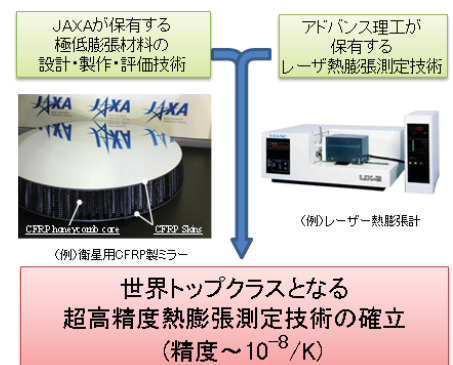 JAXAが保有する
極低膨張材料の
設計・製作・評価技術
アドバンス理工が
保有する
レーザ熱膨張測定技術
JAXA JAXA JAXA
CFRP honeycomb core
CFRP Skins
(例)衛星用CFRP製ミラー
(例)レーザー熱膨張計
世界トップクラスとなる
超高精度熱膨張測定技術の確立
(精度～10⁻⁸/K)